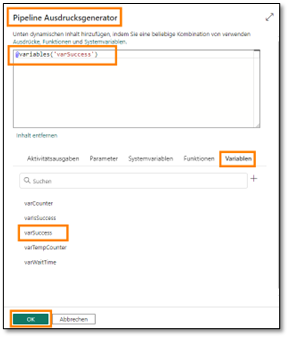 Pipeline Ausdrucksgenerator
Unten dynamischen Inhalt hinzufügen, indem Sie eine beliebige Kombination von verwenden
Ausdrücke, Funktionen und Systemvariablen.
@variables('varSuccess')
Inhalt entfernen
Aktivitätsausgaben Parameter Systemvariablen Funktionen Variablen
Suchen
varCounter
varisSuccess
varSuccess
varTempCounter
varWaitTime
OK Abbrechen